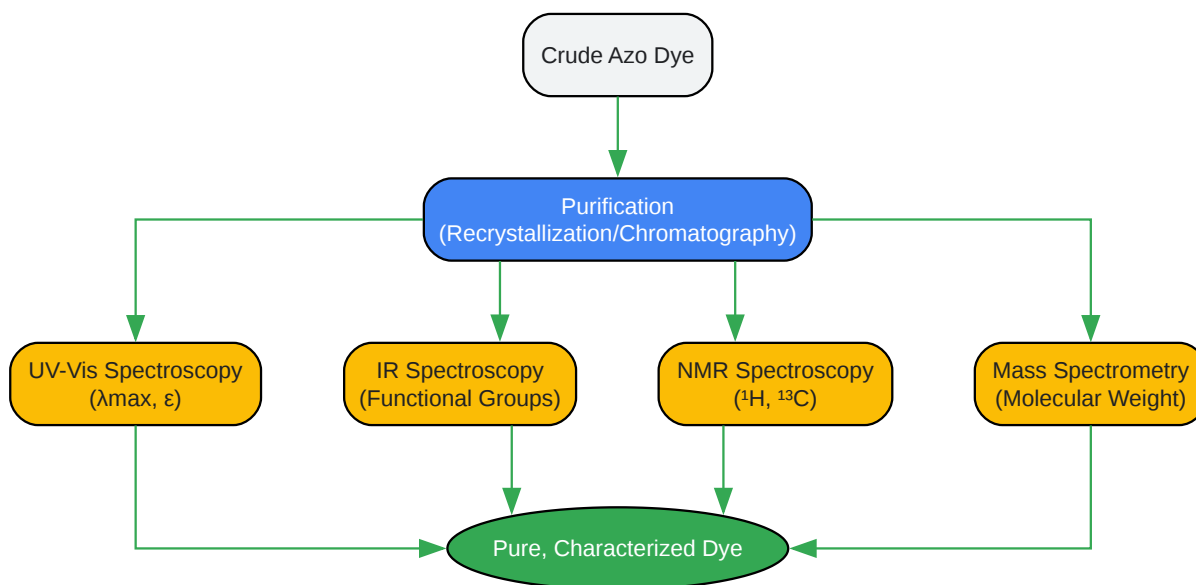 Crude Azo Dye
Purification
(Recrystallization/Chromatography)
UV-Vis Spectroscopy
(λmax, ε)
IR Spectroscopy
(Functional Groups)
NMR Spectroscopy
(¹H, ¹³C)
Mass Spectrometry
(Molecular Weight)
Pure, Characterized Dye